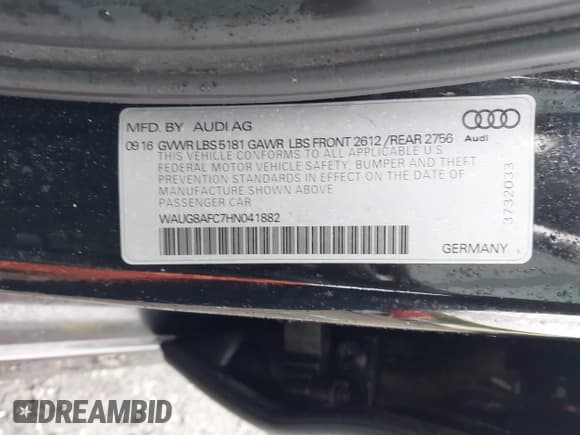 MFD. BY AUDI AG
09 16 GVWR LBS 5181 GAWR LBS FRONT 2612 /REAR 2756
THIS VEHICLE CONFORMS TO ALL APPLICABLE U.S.
FEDERAL MOTOR VEHICLE SAFETY, BUMPER AND THEFT
PREVENTION STANDARDS IN EFFECT ON THE DATE OF
MANUFACTURE SHOWN ABOVE
PASSENGER CAR
WAUG8AFC7HN041882
GERMANY
Audi
3732033
DREAMBID